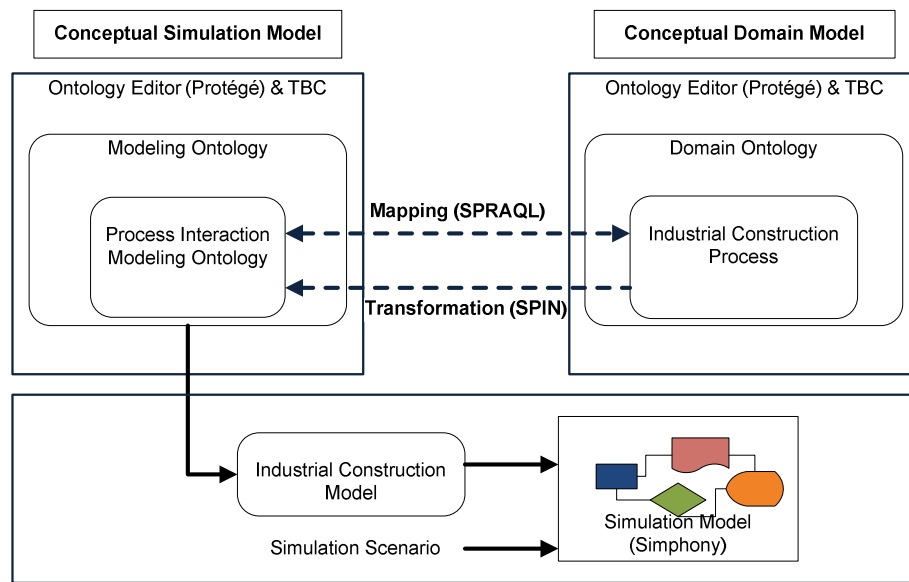 Conceptual Simulation Model
Conceptual Domain Model
Ontology Editor (Protégé) & TBC
Ontology Editor (Protégé) & TBC
Modeling Ontology
Domain Ontology
Process Interaction
Modeling Ontology
Mapping (SPRAQL)
Industrial Construction
Process
Transformation (SPIN)
Industrial Construction
Model
Simulation Scenario
Simulation Model
(Simphony)